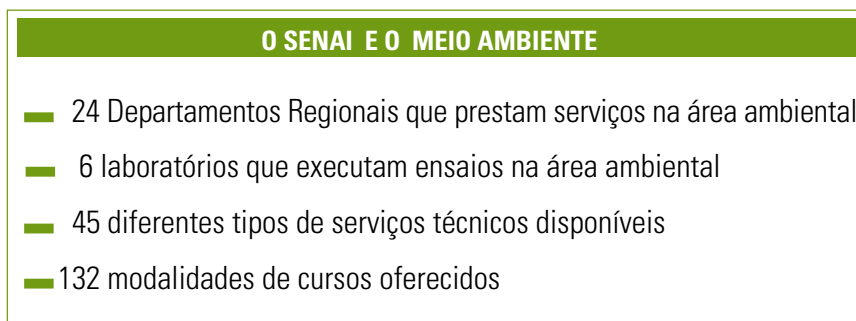 O SENAI E O MEIO AMBIENTE
24 Departamentos Regionais que prestam serviços na área ambiental
6 laboratórios que executam ensaios na área ambiental
45 diferentes tipos de serviços técnicos disponíveis
132 modalidades de cursos oferecidos